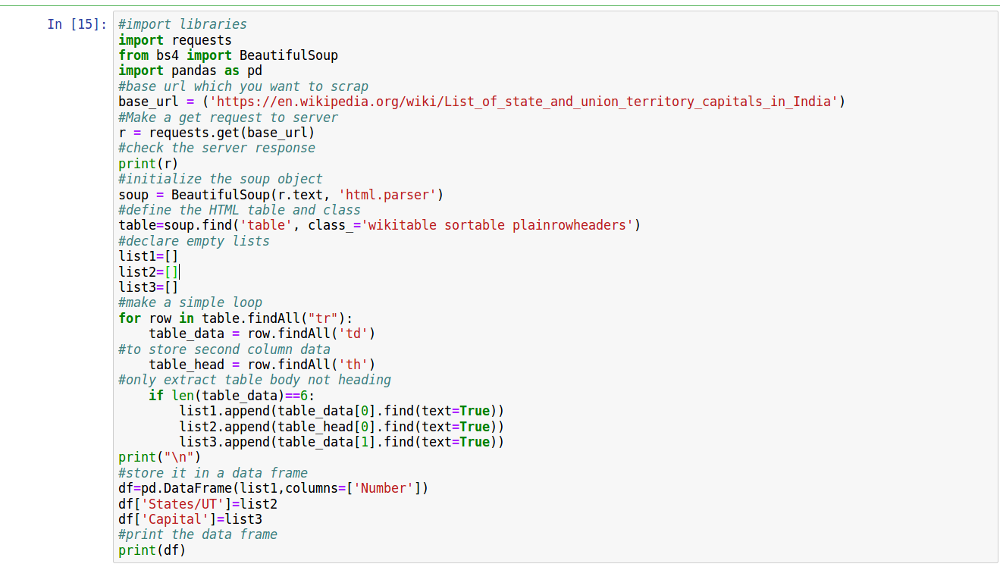 In [15]:
#import libraries
import requests
from bs4 import BeautifulSoup
import pandas as pd
#base url which you want to scrap
base_url = ('https://en.wikipedia.org/wiki/List_of_state_and_union_territory_capitals_in_India')
#Make a get request to server
r = requests.get(base_url)
#check the server response
print(r)
#initialize the soup object
soup = BeautifulSoup(r.text, 'html.parser')
#define the HTML table and class
table=soup.find('table', class_='wikitable sortable plainrowheaders')
#declare empty lists
list1=[]
list2=[]
list3=[]
#make a simple loop
for row in table.findAll("tr"):
    table_data = row.findAll('td')
#to store second column data
    table_head = row.findAll('th')
#only extract table body not heading
    if len(table_data)==6:
        list1.append(table_data[0].find(text=True))
        list2.append(table_head[0].find(text=True))
        list3.append(table_data[1].find(text=True))
print("\n")
#store it in a data frame
df=pd.DataFrame(list1,columns=['Number'])
df['States/UT']=list2
df['Capital']=list3
#print the data frame
print(df)